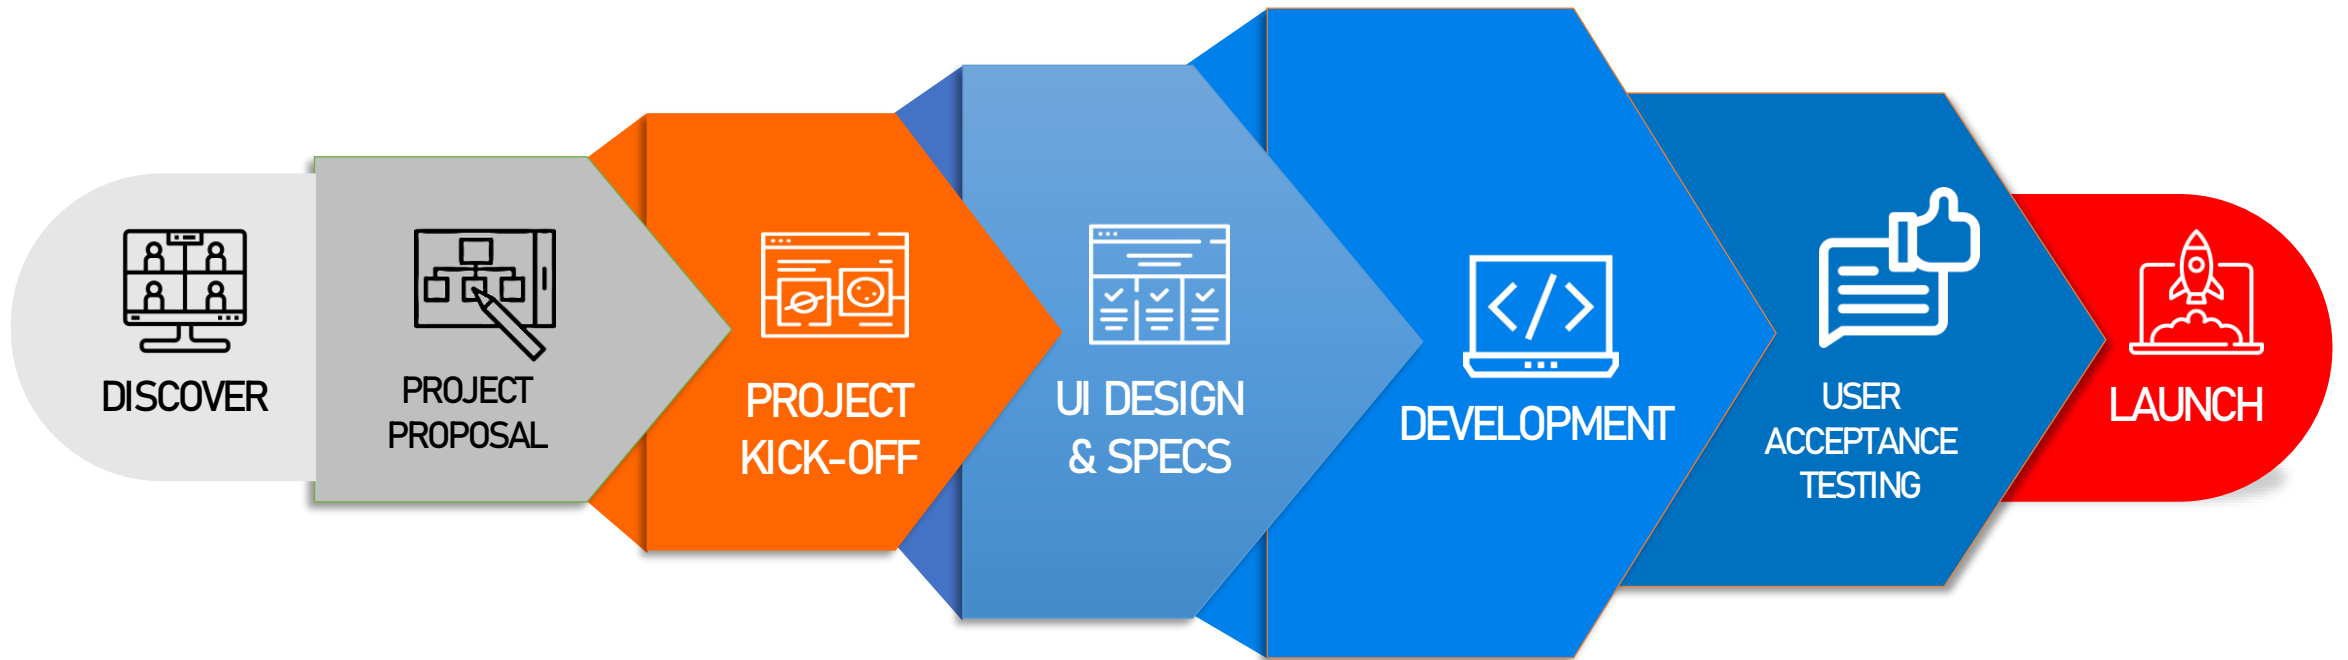 DISCOVER
PROJECT
PROPOSAL
PROJECT
KICK-OFF
UI DESIGN
& SPECS
</>
DEVELOPMENT
USER
ACCEPTANCE
TESTING
LAUNCH